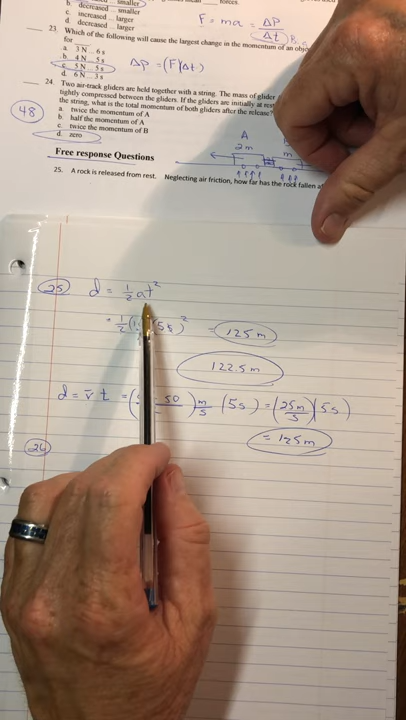 b. decreased ... smaller
c. increased ... larger
d. decreased ... larger
F = ma = ΔP
Δt
23. Which of the following will cause the largest change in the momentum of an
for
a. 3 N 6 s
b. 4 N 5 s
c. 5 N 5 s
d. 6 N 3 s
ΔP = (F)(Δt)
24. Two air-track gliders are held together with a string. The mass of glider
tightly compressed between the gliders. If the gliders are initially at rest
the string, what is the total momentum of both gliders after the release?
48
a. twice the momentum of A
b. half the momentum of A
c. twice the momentum of B
d. zero
A
2m
m
Free response Questions
25. A rock is released from rest. Neglecting air friction, how far has the rock fallen
25 d = 1/2 at²
1/2 5s)² = 125 m
122.5 m
d = v̄ t = ( 50 m/s (5s) = (25m/s)(5s)
= 125m
26